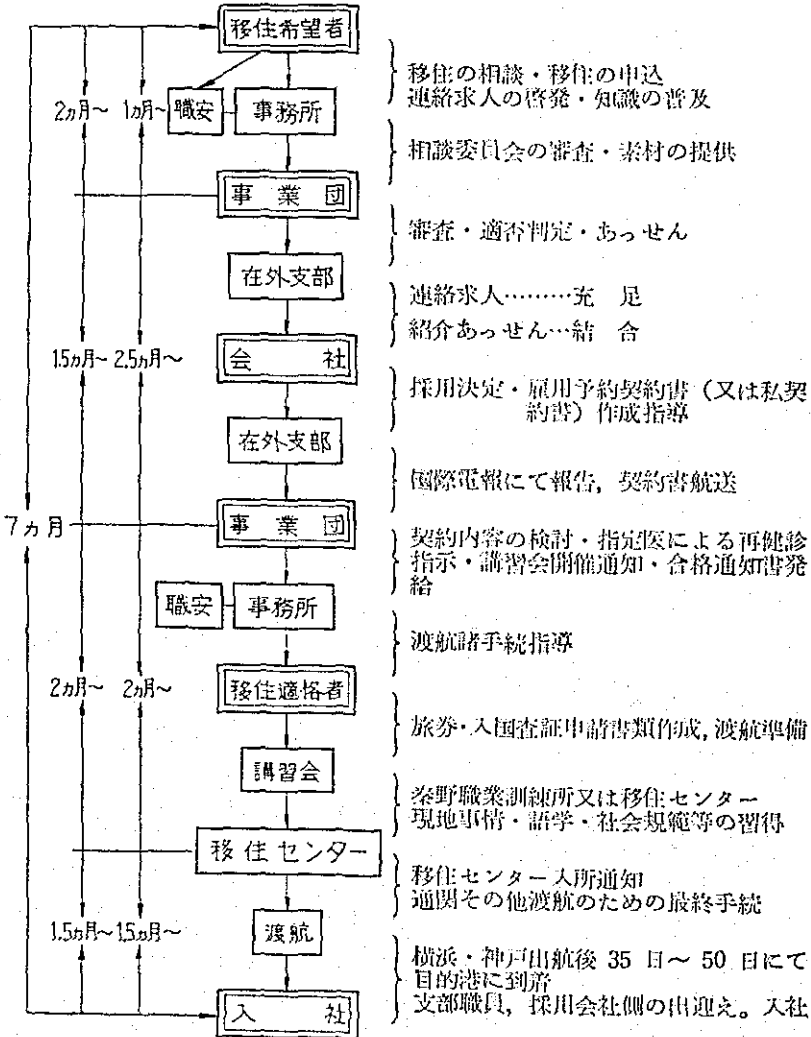 移住希望者
移住の相談・移住の申込
連絡求人の啓発・知識の普及
2ヵ月〜 1ヵ月〜 職安 事務所
相談委員会の審査・素材の提供
事業団
審査・適否判定・あっせん
在外支部
連絡求人………充 足
紹介あっせん…結 合
1.5ヵ月〜 2.5ヵ月〜 会 社
採用決定・雇用予約契約書(又は私契
約書)作成指導
在外支部
国際電報にて報告,契約書航送
7ヵ月 事業団
契約内容の検討・指定医による再健診
指示・講習会開催通知・合格通知書発
給
職安 事務所
渡航諸手続指導
2ヵ月〜 2ヵ月〜 移住適格者
旅券・入国査証申請書類作成,渡航準備
講習会
秦野職業訓練所又は移住センター
現地事情・語学・社会規範等の習得
移住センター
移住センター入所通知
通関その他渡航のための最終手続
1.5ヵ月〜 1.5ヵ月〜 渡航
横浜・神戸出航後 35 日〜 50 日にて
目的港に到着
支部職員,採用会社側の出迎え。入社
入 社